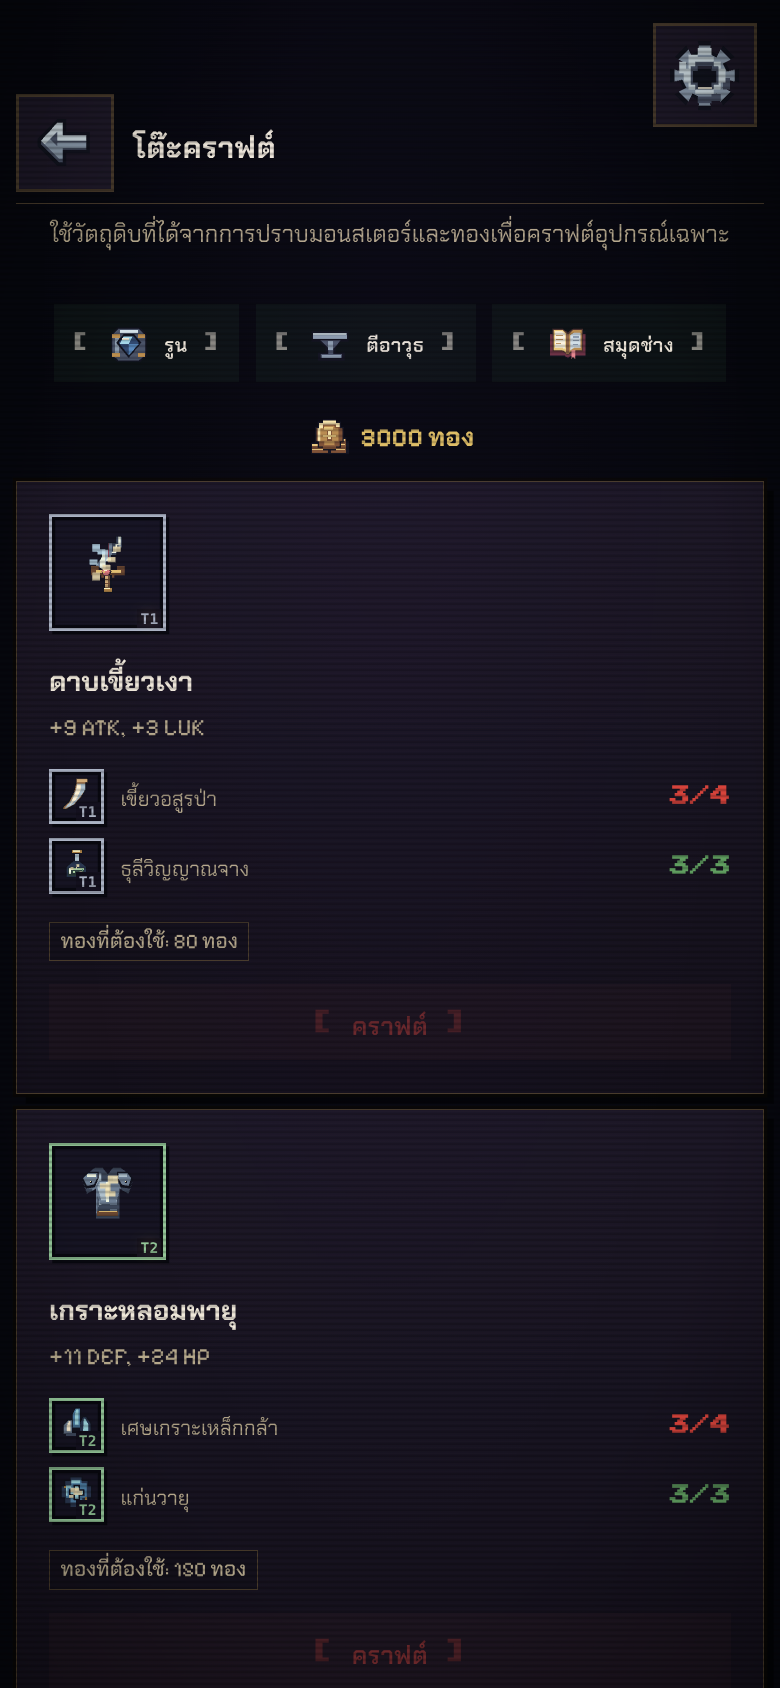 โต๊ะคราฟต์
ใช้วัตถุดิบที่ได้จากการปราบมอนสเตอร์และทองเพื่อคราฟต์อุปกรณ์เฉพาะ
[ รูน ] [ ตีอาวุธ ] [ สมุดช่าง ]
3000 ทอง
T1
ดาบเขี้ยวเงา
+9 ATK, +3 LUK
T1 เขี้ยวอสูรป่า 3/4
T1 ธุลีวิญญาณจาง 3/3
ทองที่ต้องใช้: 80 ทอง
[ คราฟต์ ]
T2
เกราะหลอมพายุ
+11 DEF, +24 HP
T2 เศษเกราะเหล็กกล้า 3/4
T2 แก่นวายุ 3/3
ทองที่ต้องใช้: 180 ทอง
[ คราฟต์ ]